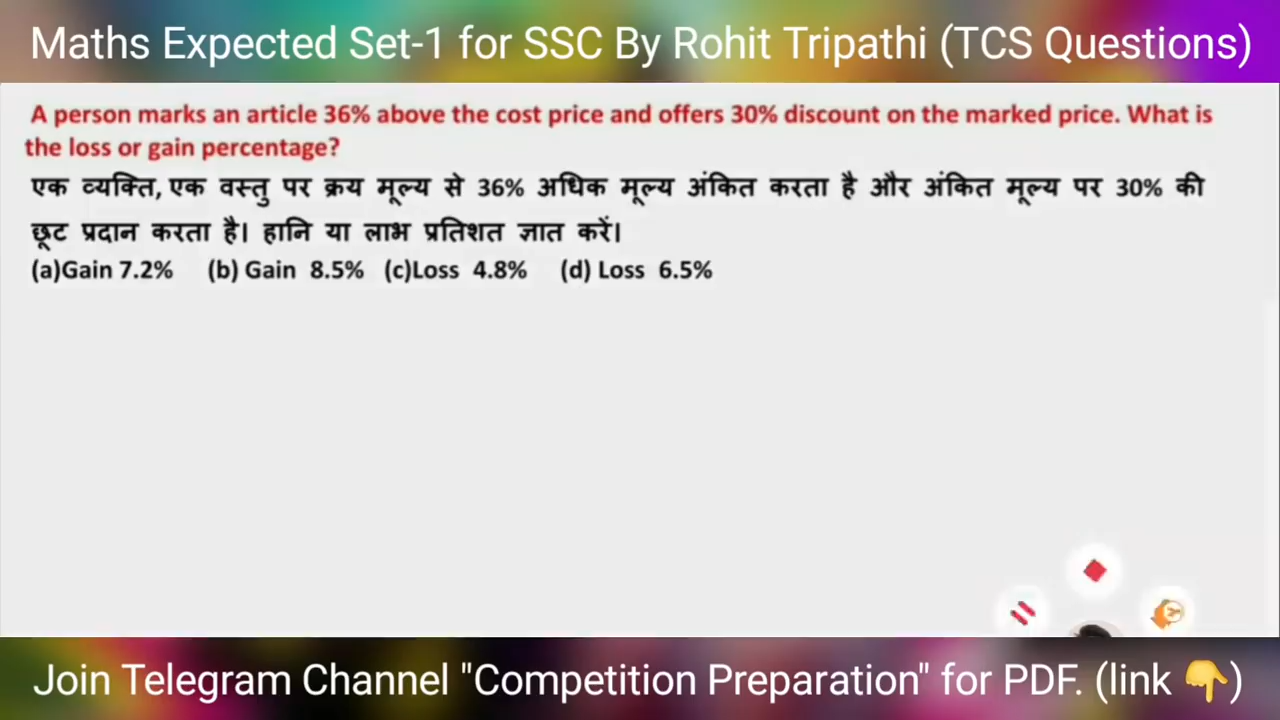 Maths Expected Set-1 for SSC By Rohit Tripathi (TCS Questions)
A person marks an article 36% above the cost price and offers 30% discount on the marked price. What is
the loss or gain percentage?
एक व्यक्ति, एक वस्तु पर क्रय मूल्य से 36% अधिक मूल्य अंकित करता है और अंकित मूल्य पर 30% की
छूट प्रदान करता है। हानि या लाभ प्रतिशत ज्ञात करें।
(a)Gain 7.2% (b) Gain 8.5% (c)Loss 4.8% (d) Loss 6.5%
Join Telegram Channel "Competition Preparation" for PDF. (link 👇)